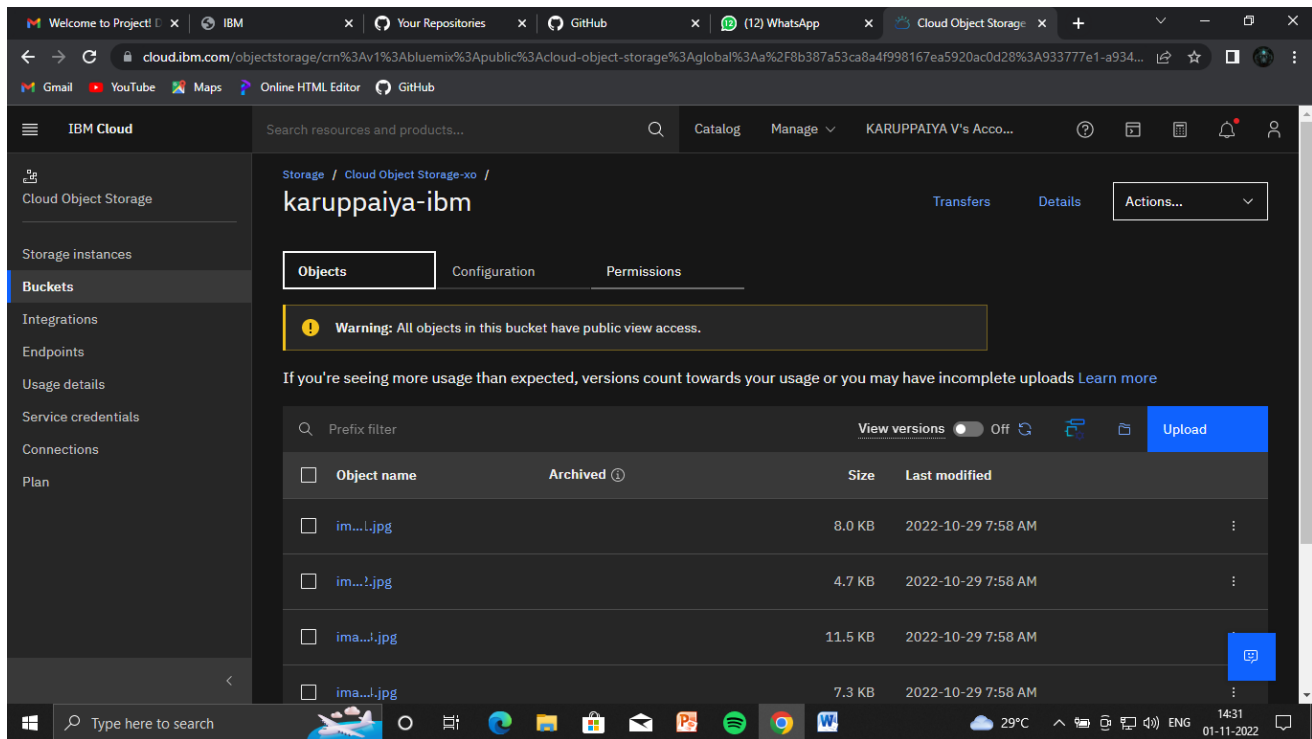 Welcome to Project! D
IBM
Your Repositories
GitHub
(12) WhatsApp
Cloud Object Storage
cloud.ibm.com/objectstorage/crn%3Av1%3Abluemix%3Apublic%3Acloud-object-storage%3Aglobal%3Aa%2F8b387a53ca8a4f998167ea5920ac0d28%3A933777e1-a934...
Gmail YouTube Maps Online HTML Editor GitHub
IBM Cloud
Search resources and products...
Catalog
Manage
KARUPPAIYA V's Acco...
Cloud Object Storage
Storage instances
Buckets
Integrations
Endpoints
Usage details
Service credentials
Connections
Plan
Storage / Cloud Object Storage-xo /
karuppaiya-ibm
Transfers
Details
Actions...
Objects
Configuration
Permissions
Warning: All objects in this bucket have public view access.
If you're seeing more usage than expected, versions count towards your usage or you may have incomplete uploads Learn more
Prefix filter
View versions Off
Upload
Object name Archived Size Last modified
im...1.jpg 8.0 KB 2022-10-29 7:58 AM
im...2.jpg 4.7 KB 2022-10-29 7:58 AM
8 11.5 KB 2022-10-29 7:58 AM
7.3 KB 2022-10-29 7:58 AM
Type here to search
29°C
ENG
14:31
01-11-2022